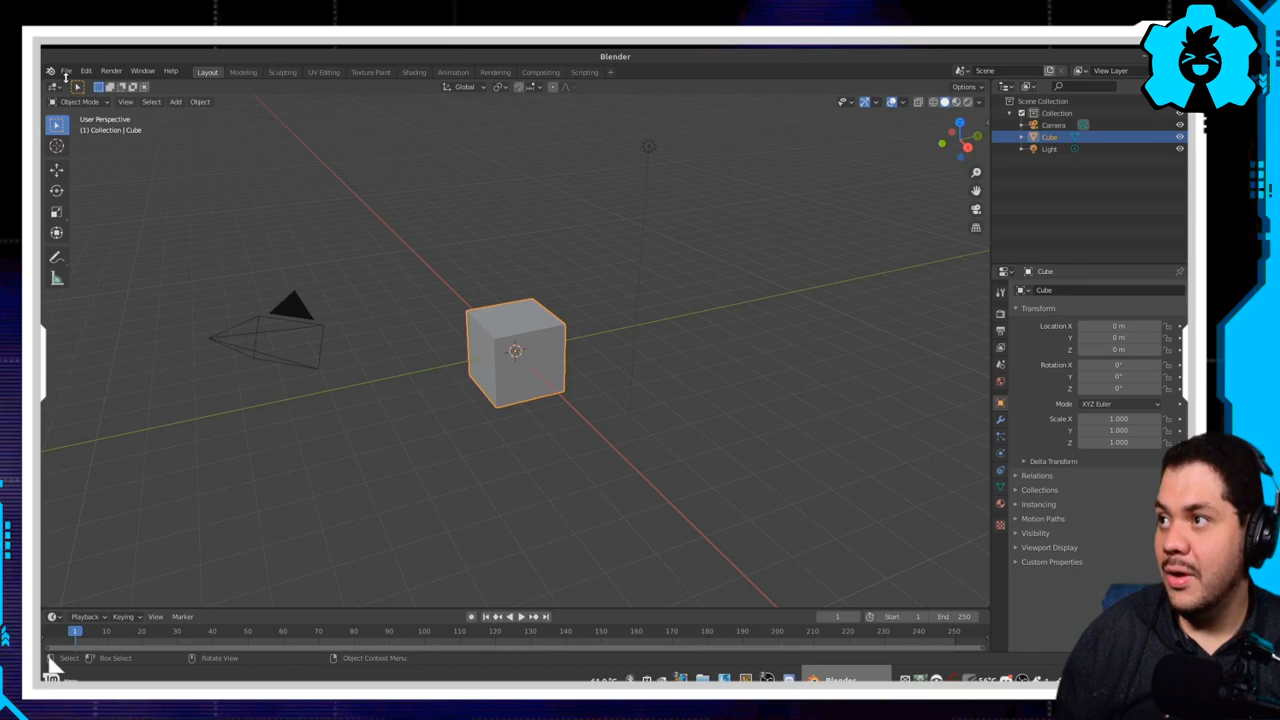 Blender
File Edit Render Window Help Layout Modeling Sculpting UV Editing Texture Paint Shading Animation Rendering Compositing Scripting + Scene View Layer
Global Options
Object Mode View Select Add Object
User Perspective
(1) Collection | Cube
Scene Collection
Collection
Camera
Cube
Light
Cube
Cube
Transform
Location X 0 m
Y 0 m
Z 0 m
Rotation X 0°
Y 0°
Z 0°
Mode XYZ Euler
Scale X 1.000
Y 1.000
Z 1.000
Delta Transform
Relations
Collections
Instancing
Motion Paths
Visibility
Viewport Display
Custom Properties
Playback Keying View Marker 1 Start 1 End 250
1 10 20 30 40 50 60 70 80 90 100 110 120 130 140 150 160 170 180 190 200 210 220 230 240 250
Select Box Select Rotate View Object Context Menu
Blender 56°C